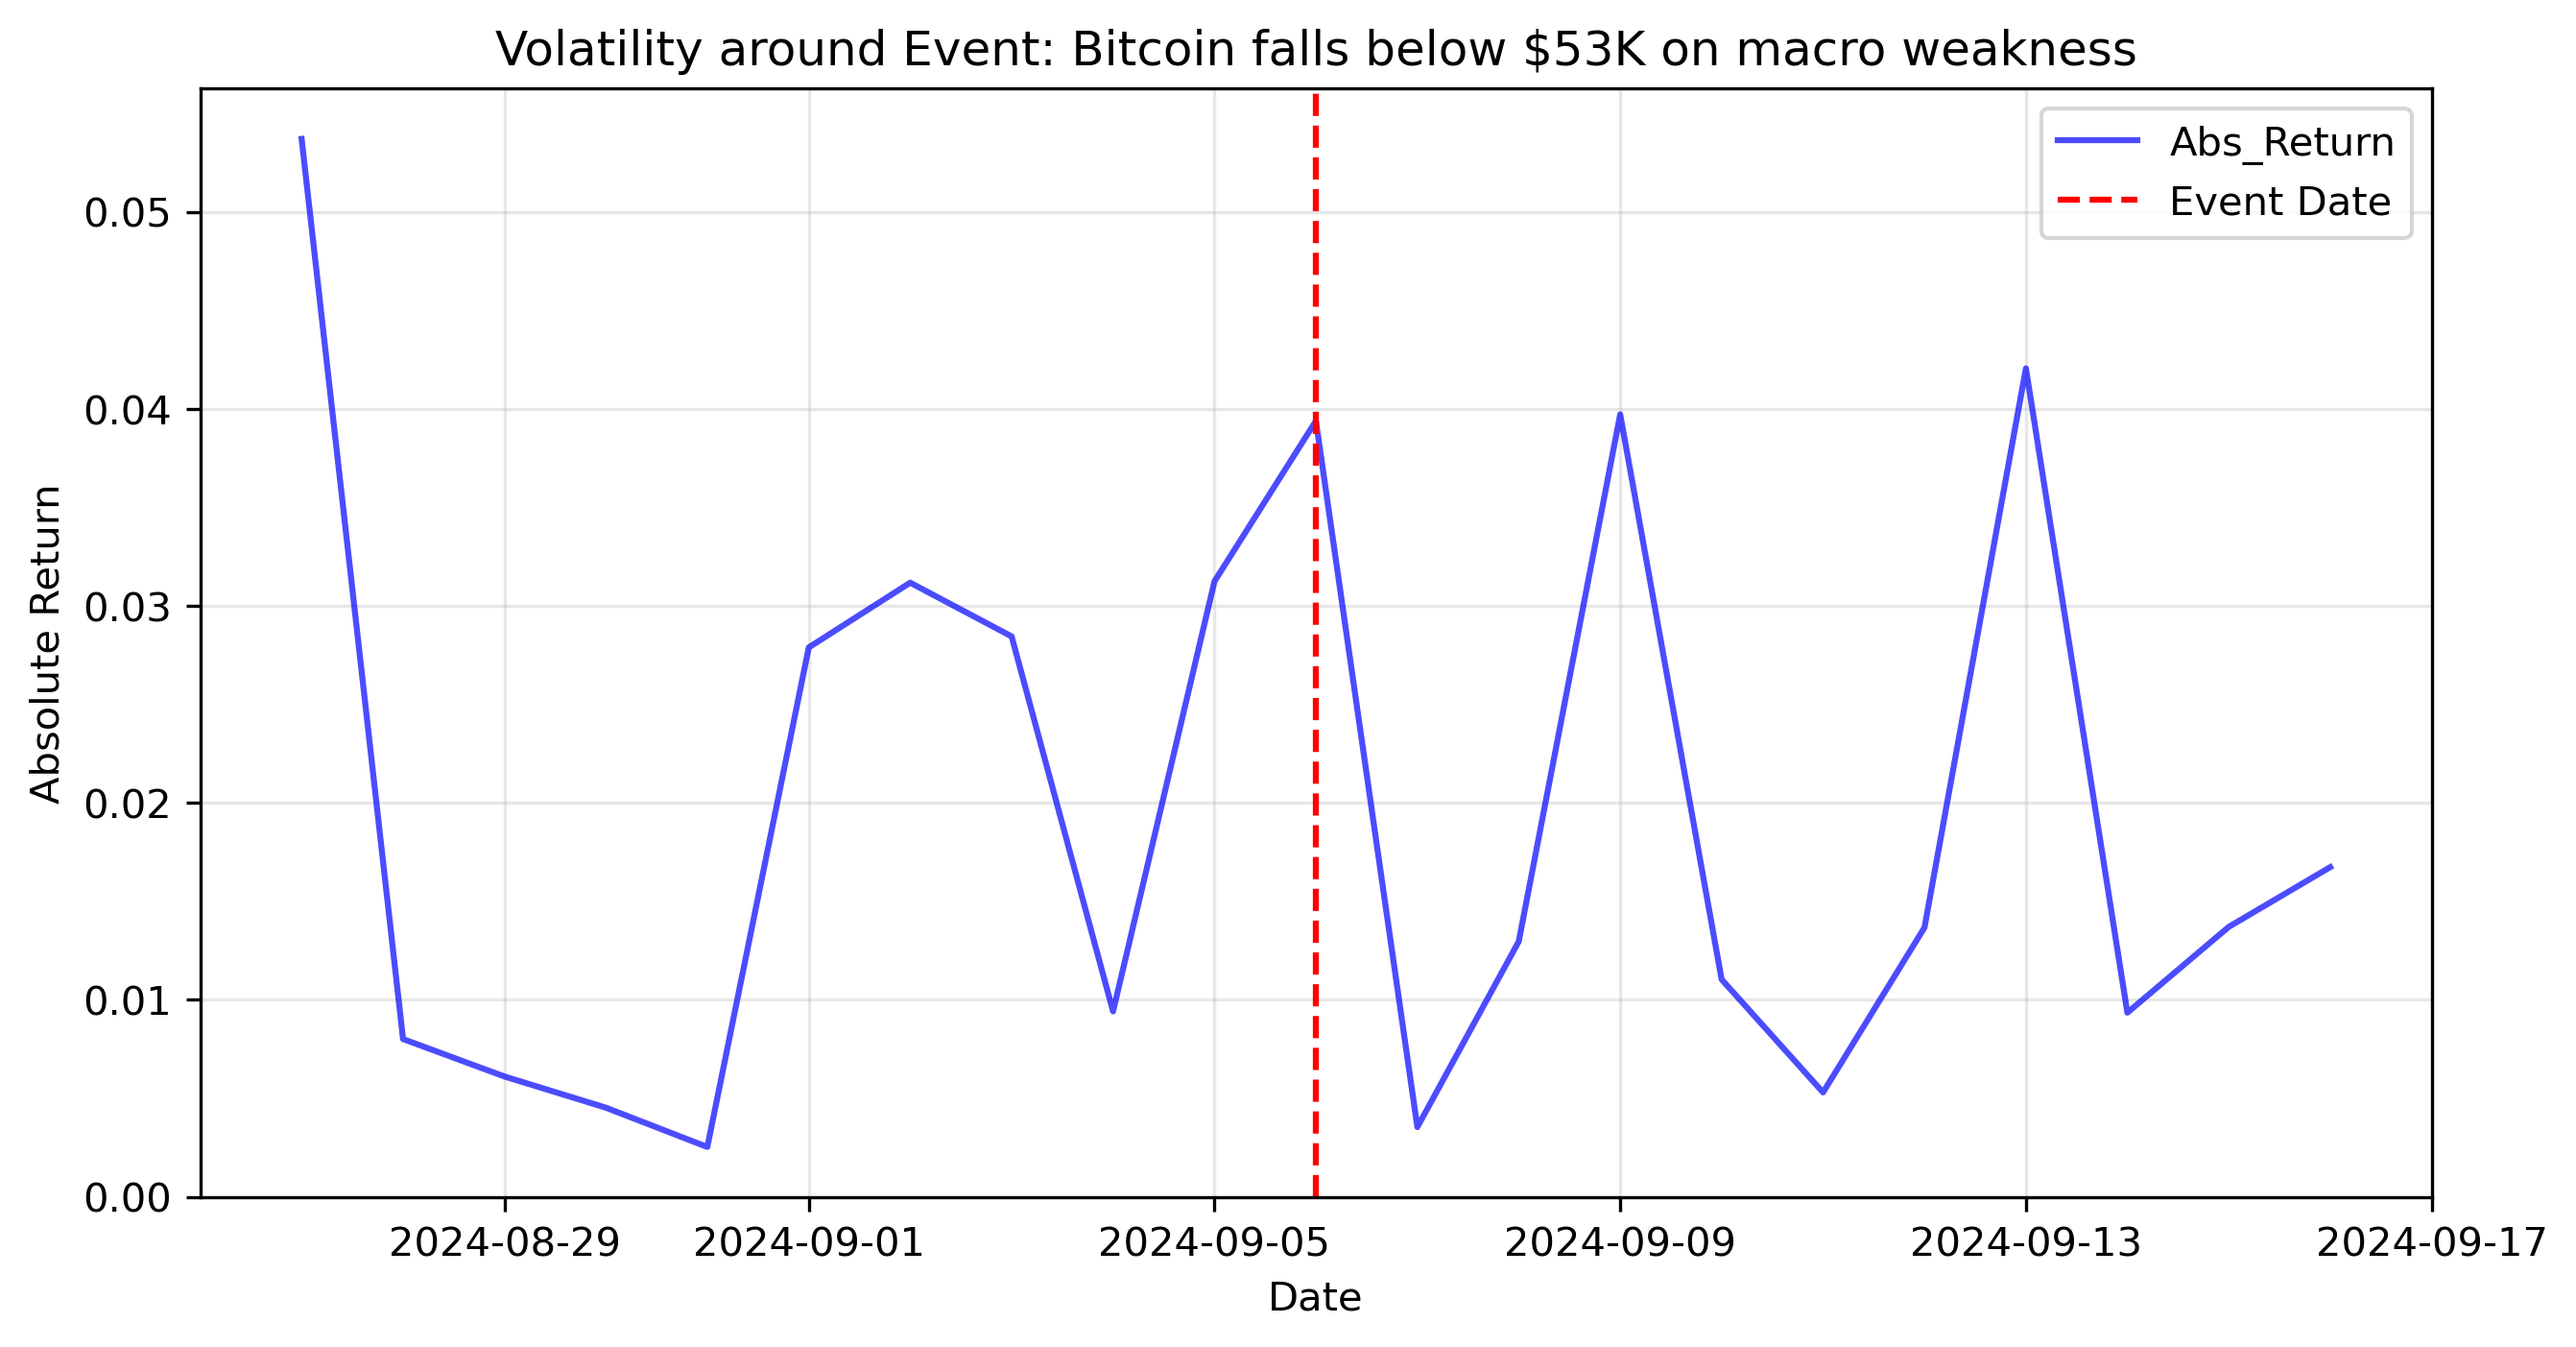 Volatility around Event: Bitcoin falls below $53K on macro weakness
Abs_Return
Event Date
Absolute Return
0.05
0.04
0.03
0.02
0.01
0.00
2024-08-29 2024-09-01 2024-09-05 2024-09-09 2024-09-13 2024-09-17
Date